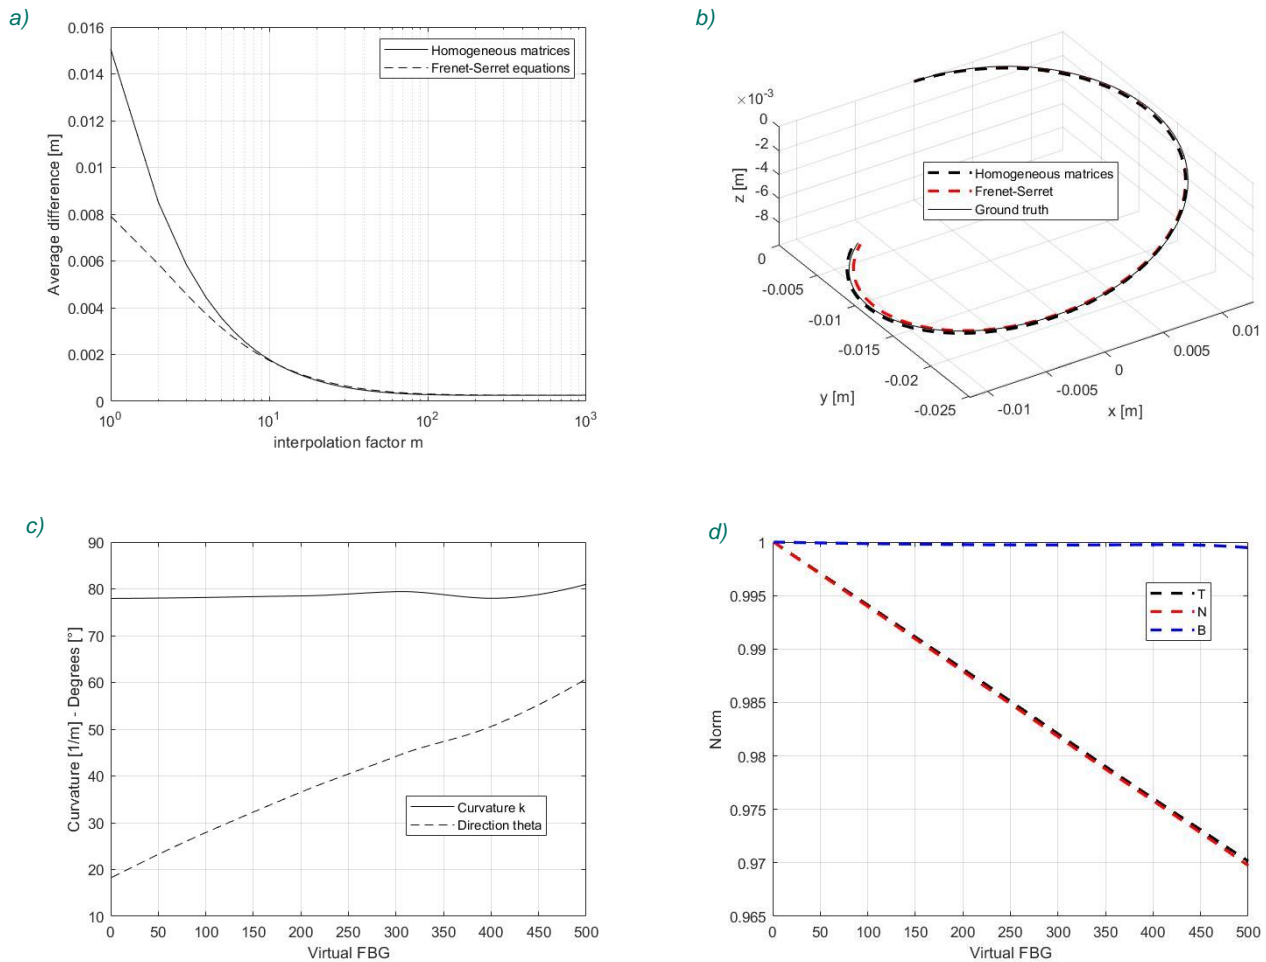 a)
0.016
0.014
0.012
0.01
0.008
0.006
0.004
0.002
0
Average difference [m]
Homogeneous matrices
Frenet-Serret equations
10^0
10^1
10^2
10^3
interpolation factor m
b)
×10^-3
0
-2
-4
-6
-8
z [m]
Homogeneous matrices
Frenet-Serret
Ground truth
0
-0.005
-0.01
-0.015
-0.02
-0.025
y [m]
0.01
0.005
0
-0.005
-0.01
x [m]
c)
90
80
70
60
50
40
30
20
10
Curvature [1/m] - Degrees [°]
Curvature k
Direction theta
0 50 100 150 200 250 300 350 400 450 500
Virtual FBG
d)
1
0.995
0.99
0.985
0.98
0.975
0.97
0.965
Norm
T
N
B
0 50 100 150 200 250 300 350 400 450 500
Virtual FBG